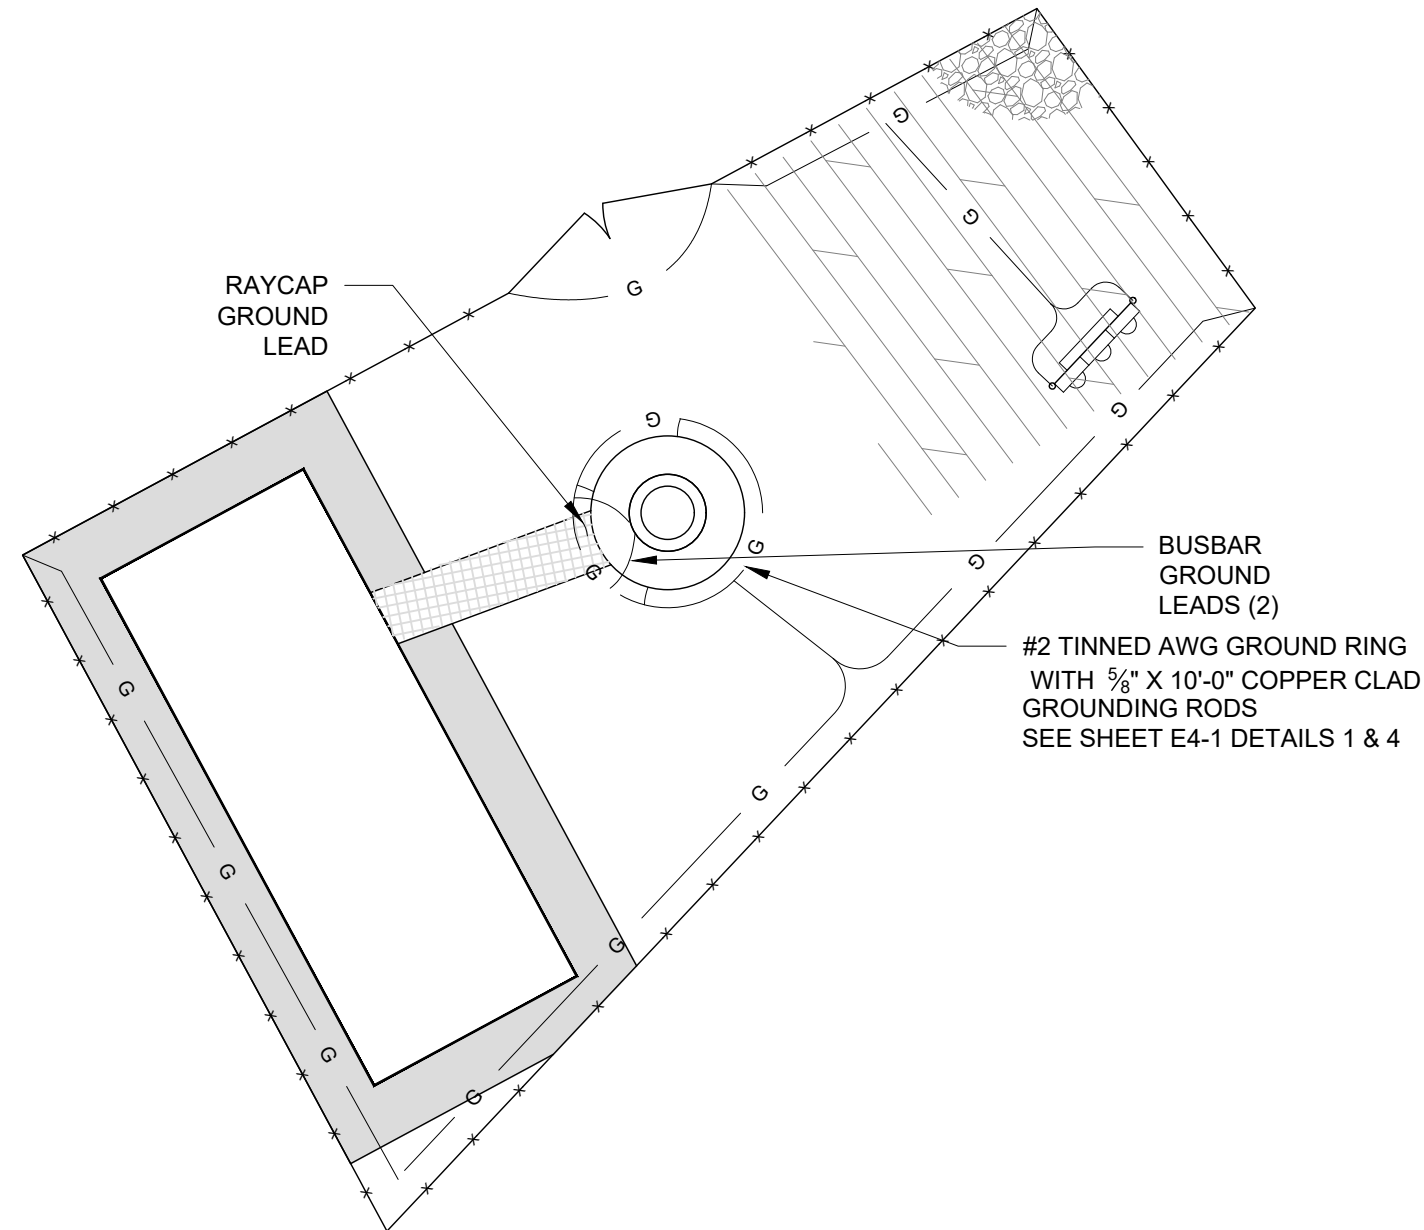 G
G
RAYCAP
GROUND
LEAD
G
G
G
G
BUSBAR
GROUND
LEADS (2)
G
G
#2 TINNED AWG GROUND RING
WITH ⅝" X 10'-0" COPPER CLAD
GROUNDING RODS
SEE SHEET E4-1 DETAILS 1 & 4
G
G
G
G
G
G